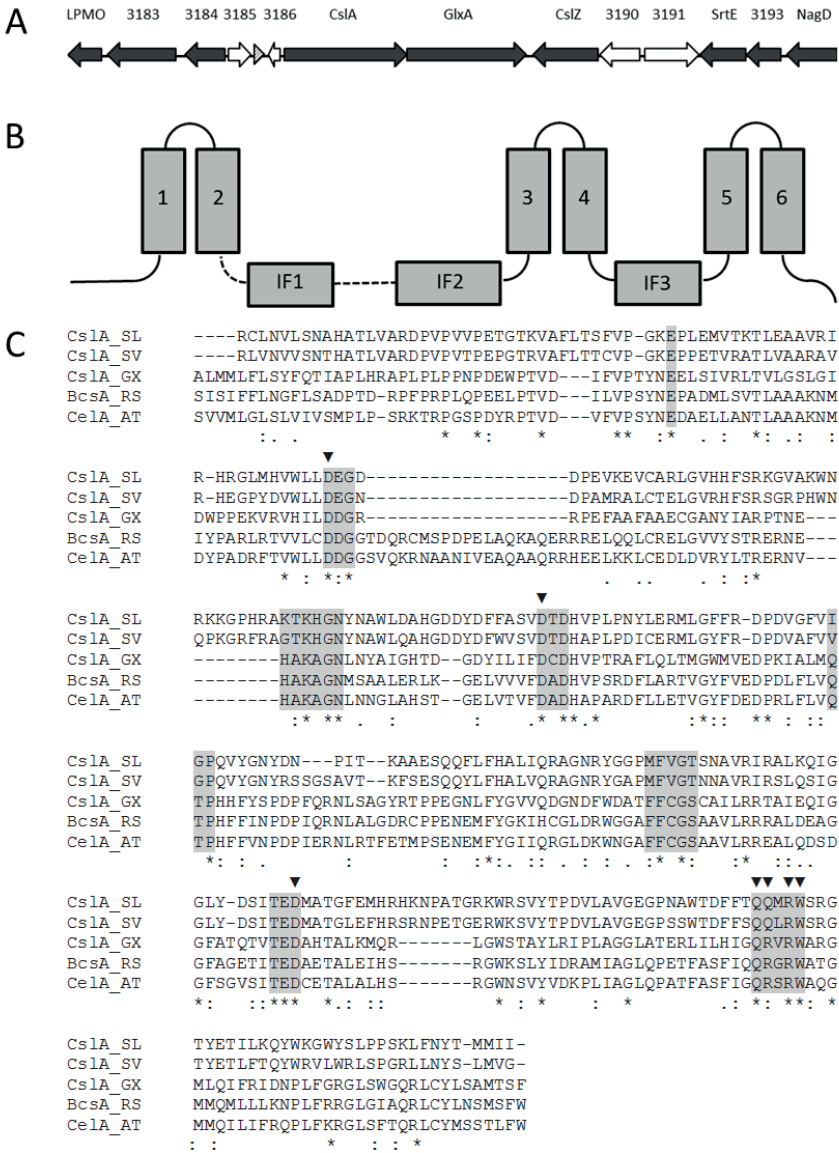 A
LPMO 3183 3184 3185 3186 CslA GlxA CslZ 3190 3191 SrtE 3193 NagD
B
1 2 IF1 IF2 3 4 IF3 5 6
C
CslA_SL ----RCLNVLSNAHATLVARDPVPVVPETGTKVAFLTSFVP-GKEPLEMVTKTLEAAVRI
CslA_SV ----RLVNVVSNTHATLVARDPVPVTPEPGTRVAFLTTCVP-GKEPPETVRATLVAARAV
CslA_GX ALMMLFLSYFQTIAPLHRAPLPLPPNPDEWPTVD---IFVPTYNEELSIVRLTVLGSLGI
BcsA_RS SISIFFLNGFLSADPTD-RPFPRPLQPEELPTVD---ILVPSYNEPADMLSVTLAAAKNM
CelA_AT SVVMLGLSLVIVSMPLP-SRKTRPGSPDYRPTVD---VFVPSYNEDAELLANTLAAAKNM
:. . * *: * ** :* . : *: . :
CslA_SL R-HRGLMHVWLLDEGD-------------------DPEVKEVCARLGVHHFSRKGVAKWN
CslA_SV R-HEGPYDVWLLDEGN-------------------DPAMRALCTELGVRHFSRSGRPHWN
CslA_GX DWPPEKVRVHILDDGR-------------------RPEFAAFAAECGANYIARPTNE---
BcsA_RS IYPARLRTVVLCDDGGTDQRCMSPDPELAQKAQERRRELQQLCRELGVVYSTRERNE---
CelA_AT DYPADRFTVWLLDDGGSVQKRNAANIVEAQAAQRRHEELKKLCEDLDVRYLTRERNV---
* : *:* . . . : *
CslA_SL RKKGPHRAKTKHGNYNAWLDAHGDDYDFFASVDTDHVPLPNYLERMLGFFR-DPDVGFVI
CslA_SV QPKGRFRAGTKHGNYNAWLQAHGDDYDFWVSVDTDHAPLPDICERMLGYFR-DPDVAFVV
CslA_GX --------HAKAGNLNYAIGHTD--GDYILIFDCDHVPTRAFLQLTMGWMVEDPKIALMQ
BcsA_RS --------HAKAGNMSAALERLK--GELVVVFDADHVPSRDFLARTVGYFVEDPDLFLVQ
CelA_AT --------HAKAGNLNNGLAHST--GELVTVFDADHAPARDFLLETVGYFDEDPKLFLVQ
:* ** . : : . * **.* :*:: **.: ::
CslA_SL GPQVYGNYDN---PIT-KAAESQQFLFHALIQRAGNRYGGPMFVGTSNAVRIRALKQIG
CslA_SV GPQVYGNYRSSGSAVT-KFSESQQYLFHALVQRAGNRYGAPMFVGTNNAVRIRSLSQIG
CslA_GX TPHHFYSPDPFQRNLSAGYRTPPEGNLFYGVVQDGNDFWDATFFCGSCAILRRTAIEQIG
BcsA_RS TPHFFINPDPIQRNLALGDRCPPENEMFYGKIHCGLDRWGGAFFCGSAAVLRRRALDEAG
CelA_AT TPHFFVNPDPIERNLRTFETMPSENEMFYGIIQRGLDKWNGAFFCGSAAVLRREALQDSD
*: : . : . : :*: : . : . .: :* *: : :* : :..
CslA_SL GLY-DSITEDMATGFEMHRHKNPATGRKWRSVYTPDVLAVGEGPNAWTDFFTQQMRWSRG
CslA_SV GLY-DSITEDMATGLEFHRSRNPETGERWKSVYTPDVLAVGEGPSSWTDFFSQQLRWSRG
CslA_GX GFATQTVTEDAHTALKMQR-------LGWSTAYLRIPLAGGLATERLILHIGQRVRWARG
BcsA_RS GFAGETITEDAETALEIHS-------RGWKSLYIDRAMIAGLQPETFASFIQQRGRWATG
CelA_AT GFSGVSITEDCETALALHS-------RGWNSVYVDKPLIAGLQPATFASFIGQRSRWAQG
*: ::*** *.: :: * : * : * : *: **: *
CslA_SL TYETILKQYWKGWYSLPPSKLFNYT-MMII-
CslA_SV TYETLFTQYWRVLWRLSPGRLLNYS-LMVG-
CslA_GX MLQIFRIDNPLFGRGLSWGQRLCYLSAMTSF
BcsA_RS MMQMLLLKNPLFRRGLGIAQRLCYLNSMSFW
CelA_AT MMQILIFRQPLFKRGLSFTQRLCYMSSTLFW
: : * : : *